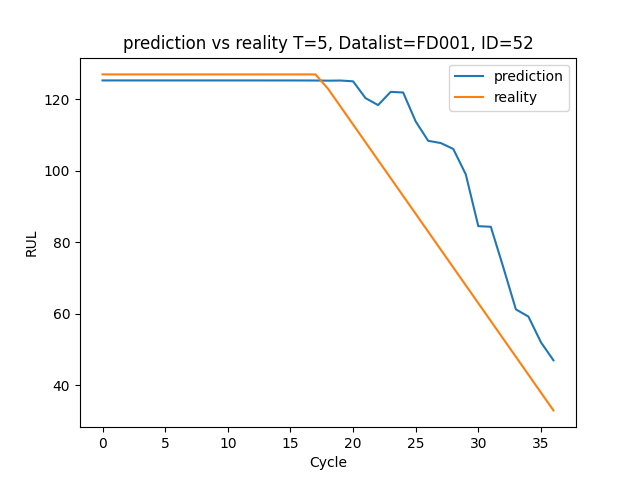 prediction vs reality T=5, Datalist=FD001, ID=52
prediction
reality
120
100
80
60
40
RUL
0 5 10 15 20 25 30 35
Cycle